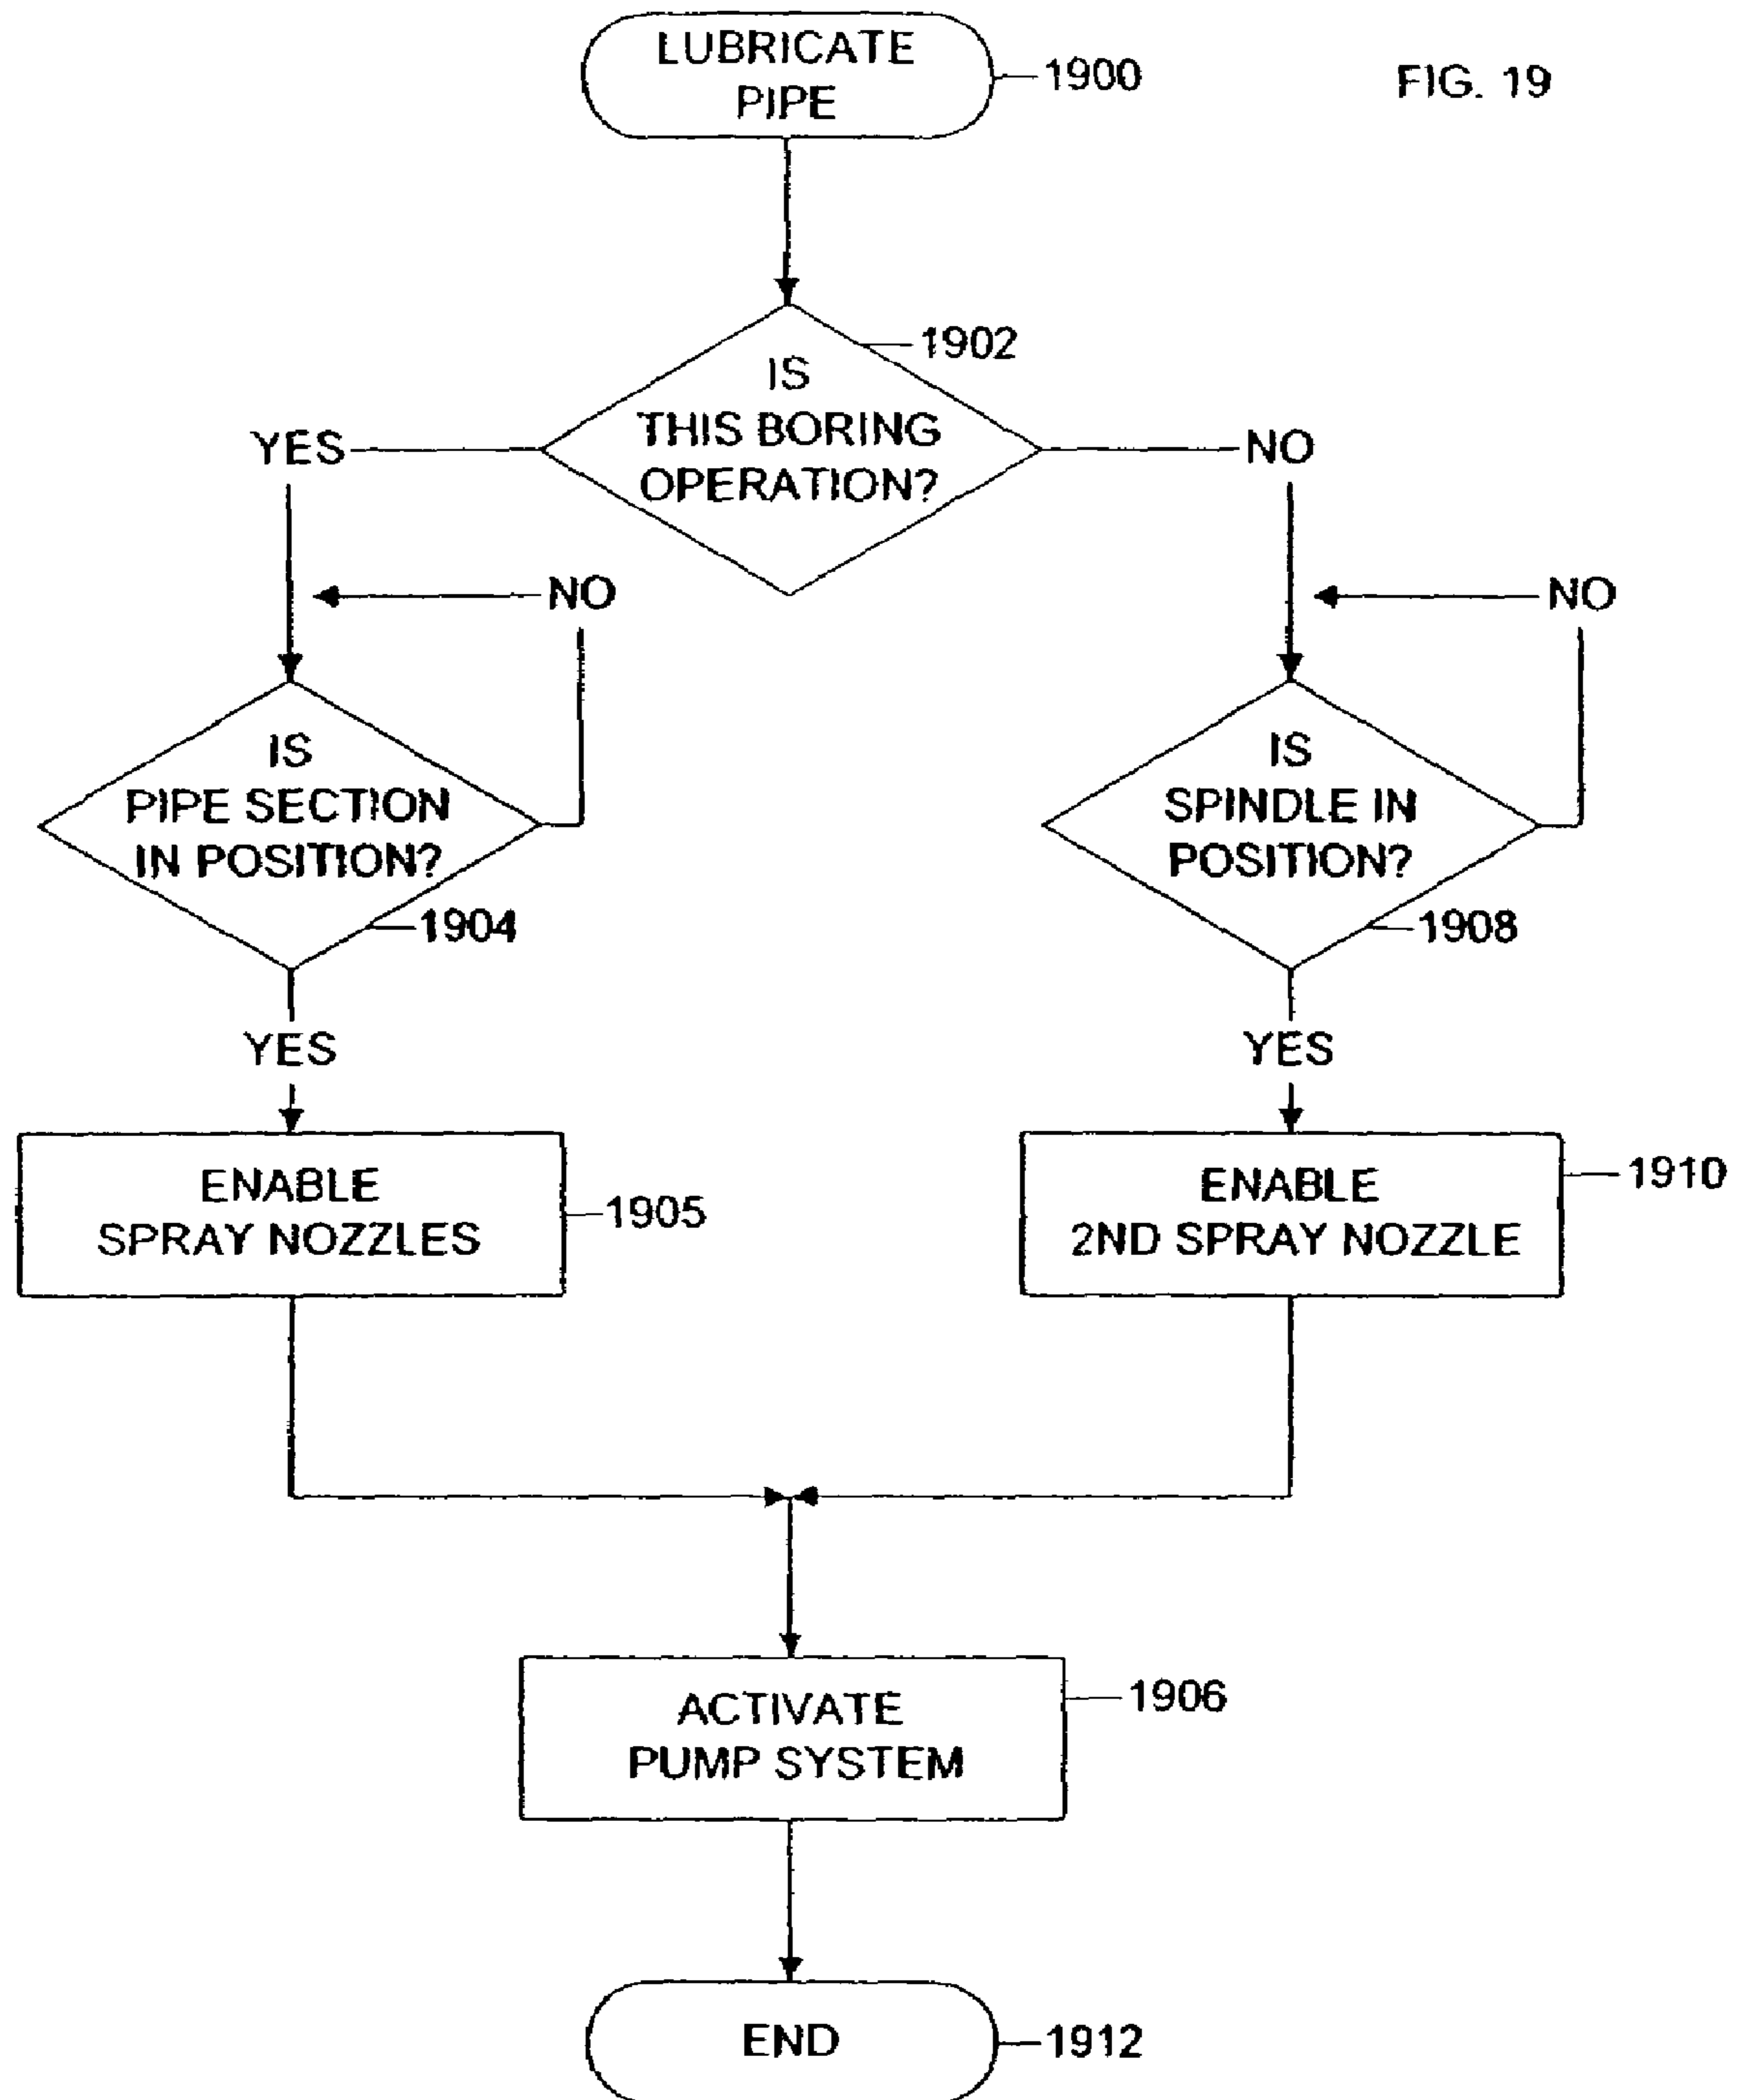 LUBRICATE
PIPE
1900
FIG. 19
1902
IS
THIS BORING
OPERATION?
YES
NO
NO
NO
IS
PIPE SECTION
IN POSITION?
1904
IS
SPINDLE IN
POSITION?
1908
YES
YES
ENABLE
SPRAY NOZZLES
1905
ENABLE
2ND SPRAY NOZZLE
1910
ACTIVATE
PUMP SYSTEM
1906
END
1912